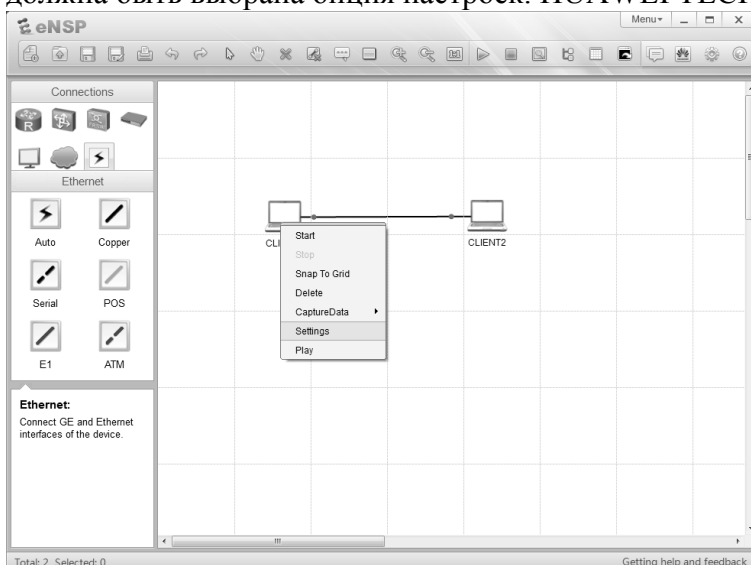 должна быть выбрана опция настроек. HUAWEI TECH
eNSP
Menu
Connections
Ethernet
Auto Copper
Serial POS
E1 ATM
Ethernet:
Connect GE and Ethernet
interfaces of the device.
CLI
CLIENT2
Start
Stop
Snap To Grid
Delete
CaptureData
Settings
Play
Total: 2 Selected: 0
Getting help and feedback